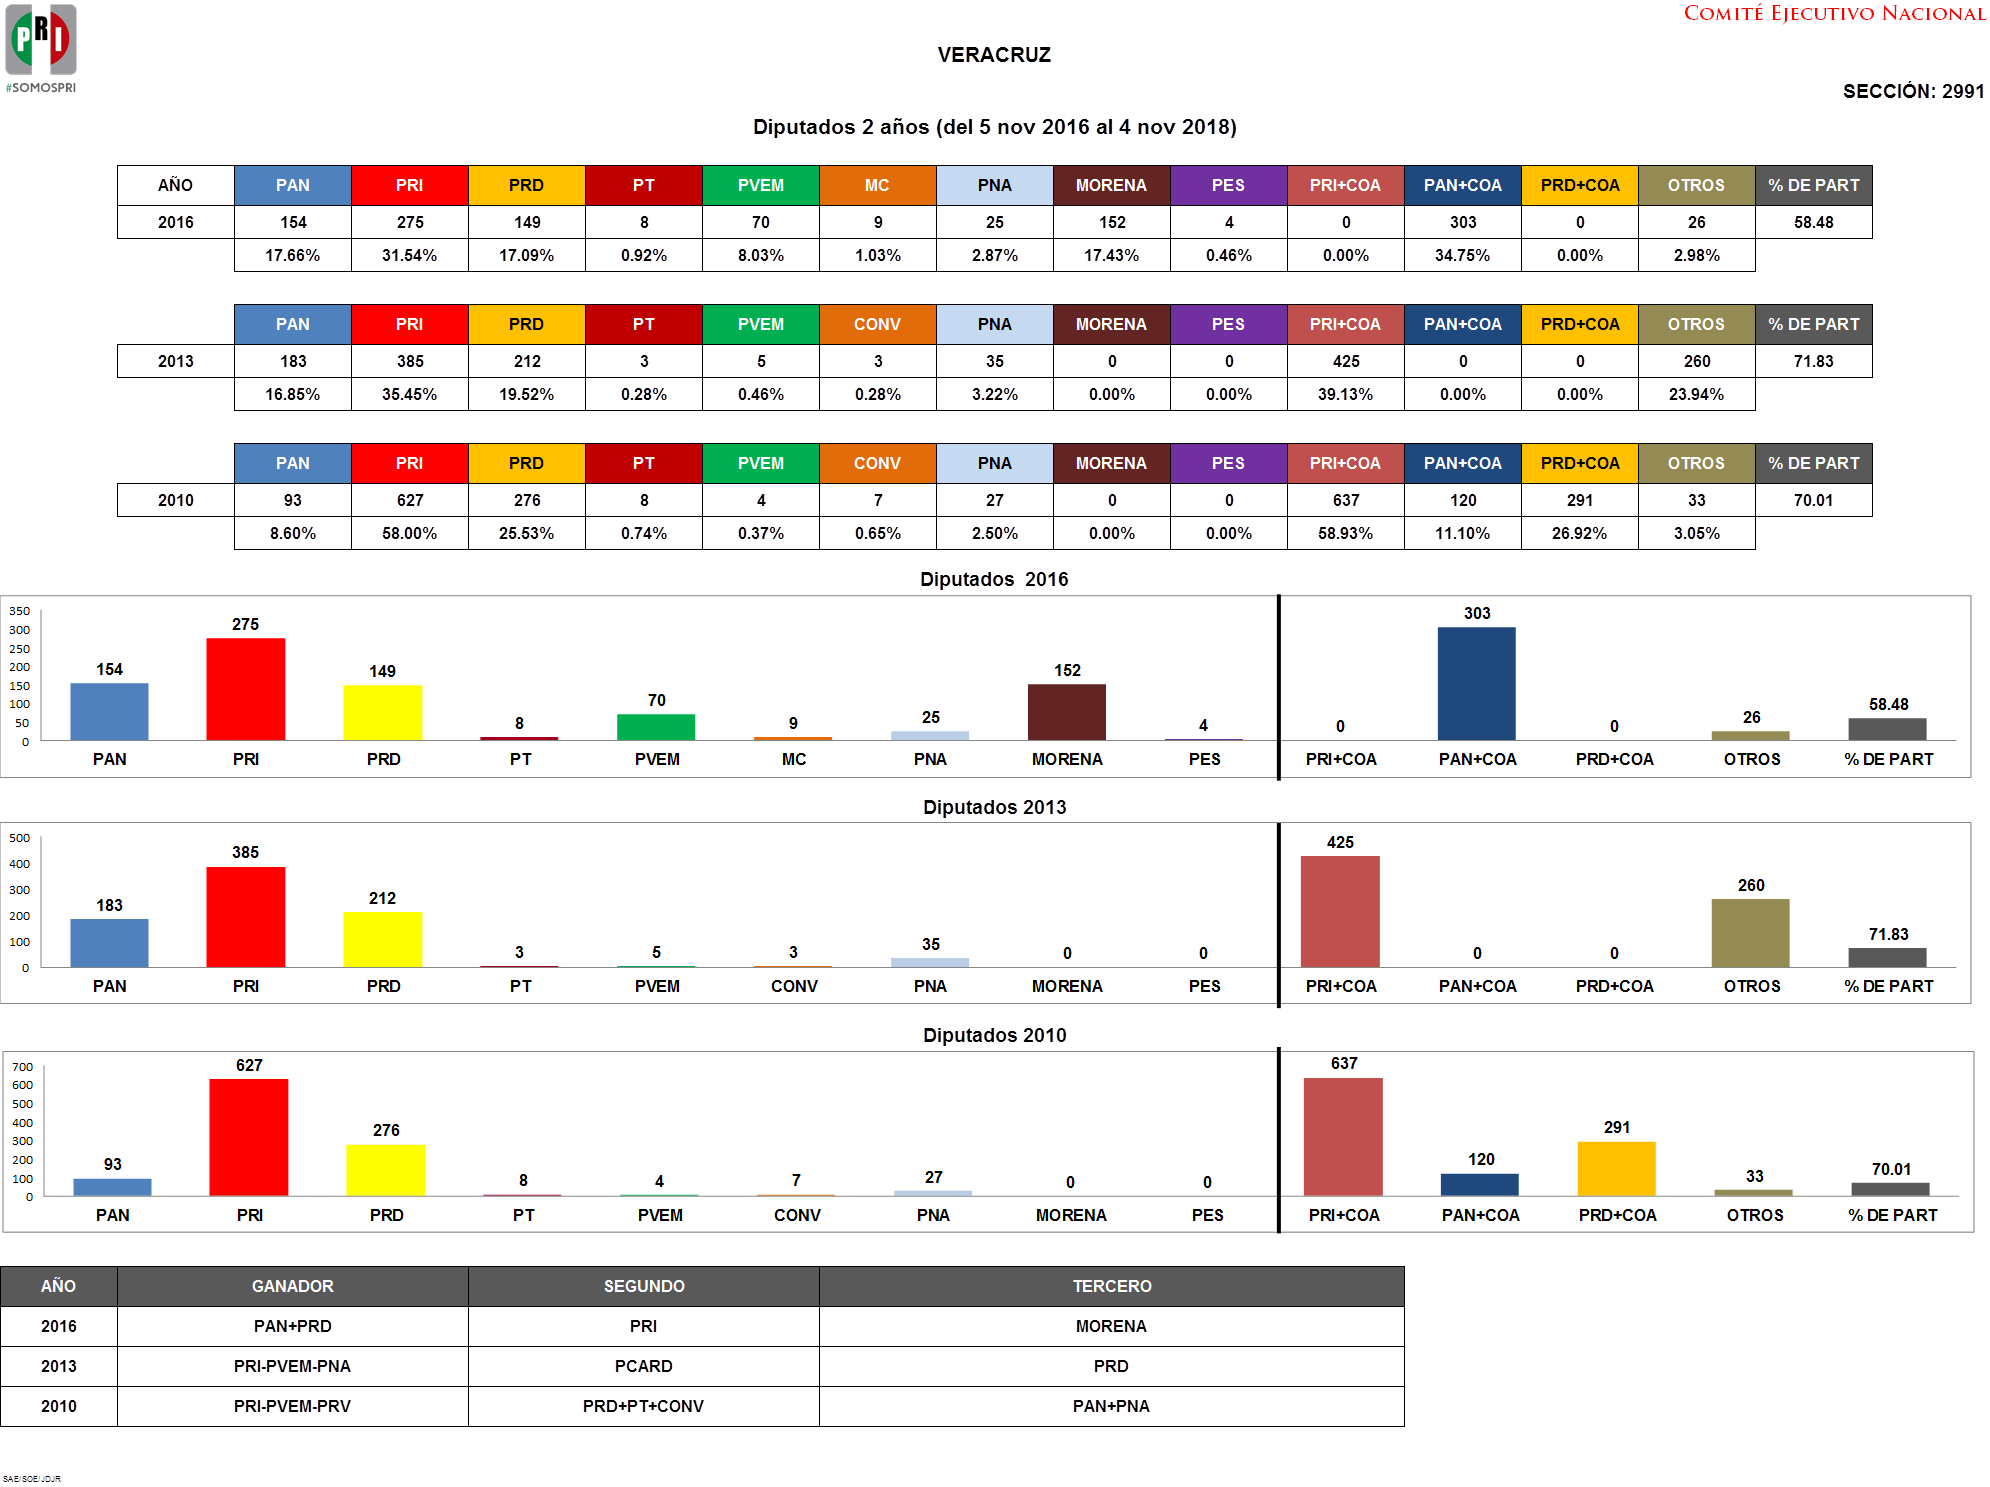 PRI
#SOMOSPRI
COMITÉ EJECUTIVO NACIONAL
VERACRUZ
SECCIÓN: 2991
Diputados 2 años (del 5 nov 2016 al 4 nov 2018)
AÑO PAN PRI PRD PT PVEM MC PNA MORENA PES PRI+COA PAN+COA PRD+COA OTROS % DE PART
2016 154 275 149 8 70 9 25 152 4 0 303 0 26 58.48
17.66% 31.54% 17.09% 0.92% 8.03% 1.03% 2.87% 17.43% 0.46% 0.00% 34.75% 0.00% 2.98%
PAN PRI PRD PT PVEM CONV PNA MORENA PES PRI+COA PAN+COA PRD+COA OTROS % DE PART
2013 183 385 212 3 5 3 35 0 0 425 0 0 260 71.83
16.85% 35.45% 19.52% 0.28% 0.46% 0.28% 3.22% 0.00% 0.00% 39.13% 0.00% 0.00% 23.94%
PAN PRI PRD PT PVEM CONV PNA MORENA PES PRI+COA PAN+COA PRD+COA OTROS % DE PART
2010 93 627 276 8 4 7 27 0 0 637 120 291 33 70.01
8.60% 58.00% 25.53% 0.74% 0.37% 0.65% 2.50% 0.00% 0.00% 58.93% 11.10% 26.92% 3.05%
Diputados 2016
350
300
250
200
150
100
50
0
154 275 149 8 70 9 25 152 4 0 303 0 26 58.48
PAN PRI PRD PT PVEM MC PNA MORENA PES PRI+COA PAN+COA PRD+COA OTROS % DE PART
Diputados 2013
500
400
300
200
100
0
183 385 212 3 5 3 35 0 0 425 0 0 260 71.83
PAN PRI PRD PT PVEM CONV PNA MORENA PES PRI+COA PAN+COA PRD+COA OTROS % DE PART
Diputados 2010
700
600
500
400
300
200
100
0
93 627 276 8 4 7 27 0 0 637 120 291 33 70.01
PAN PRI PRD PT PVEM CONV PNA MORENA PES PRI+COA PAN+COA PRD+COA OTROS % DE PART
AÑO GANADOR SEGUNDO TERCERO
2016 PAN+PRD PRI MORENA
2013 PRI-PVEM-PNA PCARD PRD
2010 PRI-PVEM-PRV PRD+PT+CONV PAN+PNA
SAE/SOE/JDJR